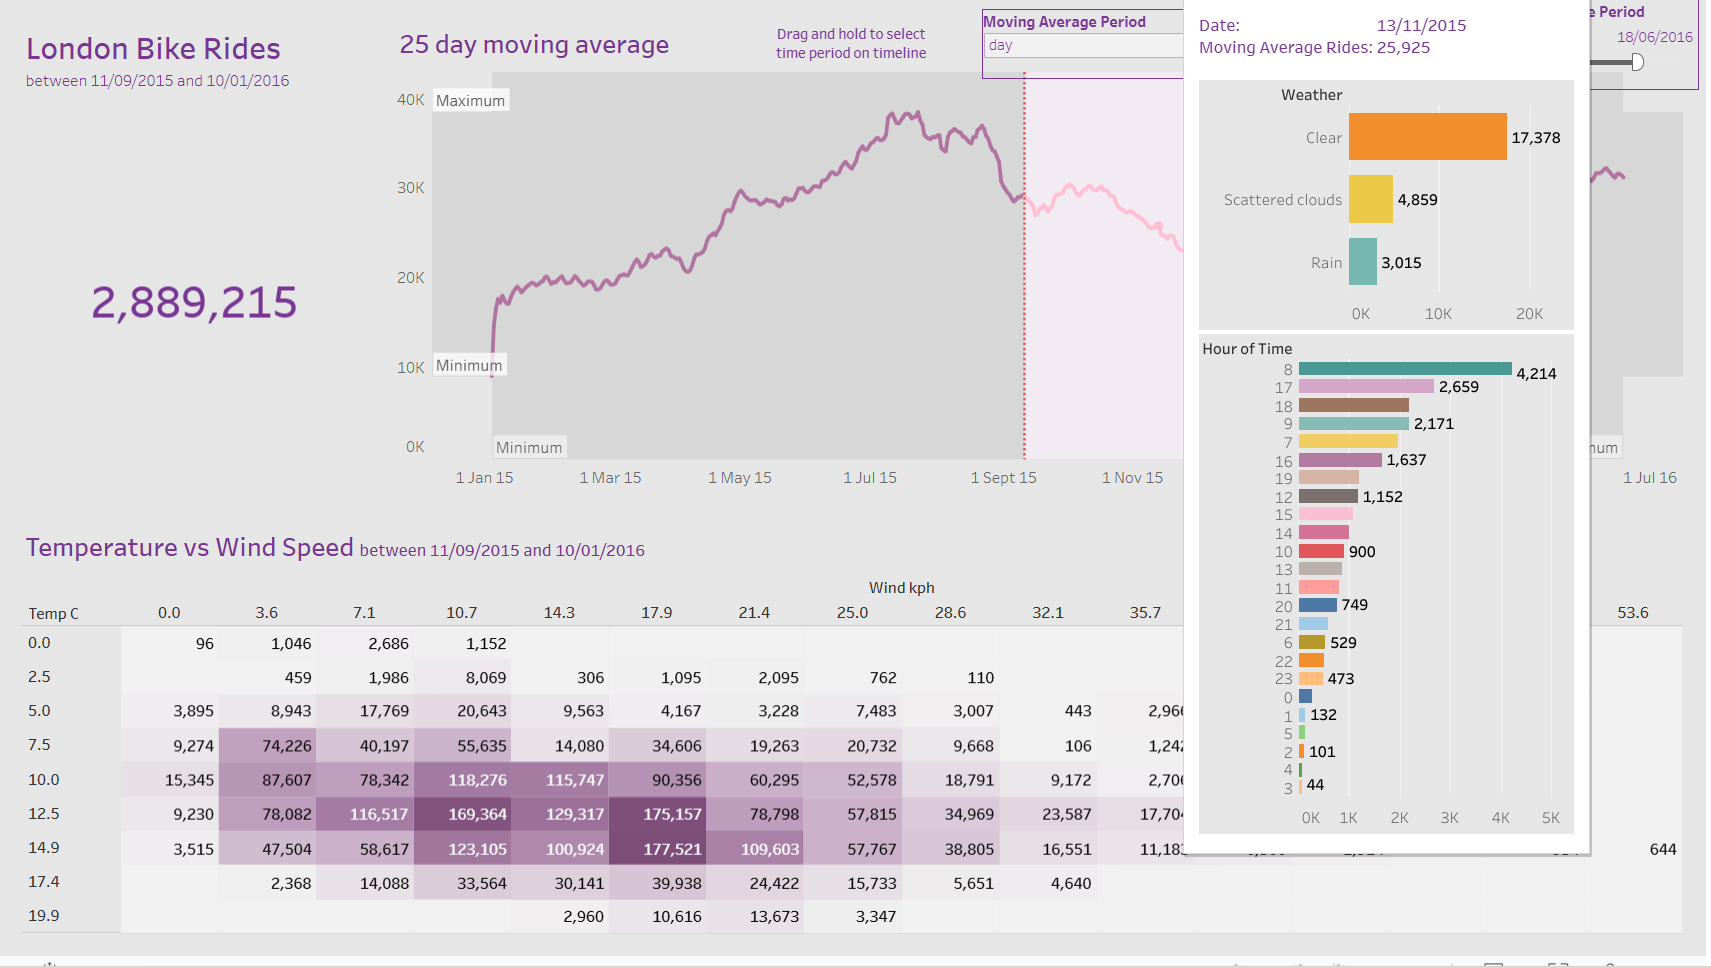 London Bike Rides
between 11/09/2015 and 10/01/2016
2,889,215
25 day moving average
Drag and hold to select
time period on timeline
Moving Average Period
day
e Period
18/06/2016
40K
30K
20K
10K
0K
Maximum
Minimum
Minimum
num
1 Jan 15 1 Mar 15 1 May 15 1 Jul 15 1 Sept 15 1 Nov 15 1 Jul 16
Date: 13/11/2015
Moving Average Rides: 25,925
Weather
Clear 17,378
Scattered clouds 4,859
Rain 3,015
0K 10K 20K
Hour of Time
8 4,214
17 2,659
18
9 2,171
7
16 1,637
19
12 1,152
15
14
10 900
13
11
20 749
21
6 529
22
23 473
0
1 132
5
2 101
4
3 44
0K 1K 2K 3K 4K 5K
Temperature vs Wind Speed between 11/09/2015 and 10/01/2016
Wind kph
Temp C 0.0 3.6 7.1 10.7 14.3 17.9 21.4 25.0 28.6 32.1 35.7 53.6
0.0 96 1,046 2,686 1,152
2.5 459 1,986 8,069 306 1,095 2,095 762 110
5.0 3,895 8,943 17,769 20,643 9,563 4,167 3,228 7,483 3,007 443 2,966
7.5 9,274 74,226 40,197 55,635 14,080 34,606 19,263 20,732 9,668 106 1,242
10.0 15,345 87,607 78,342 118,276 115,747 90,356 60,295 52,578 18,791 9,172 2,706
12.5 9,230 78,082 116,517 169,364 129,317 175,157 78,798 57,815 34,969 23,587 17,704
14.9 3,515 47,504 58,617 123,105 100,924 177,521 109,603 57,767 38,805 16,551 11,183 644
17.4 2,368 14,088 33,564 30,141 39,938 24,422 15,733 5,651 4,640
19.9 2,960 10,616 13,673 3,347